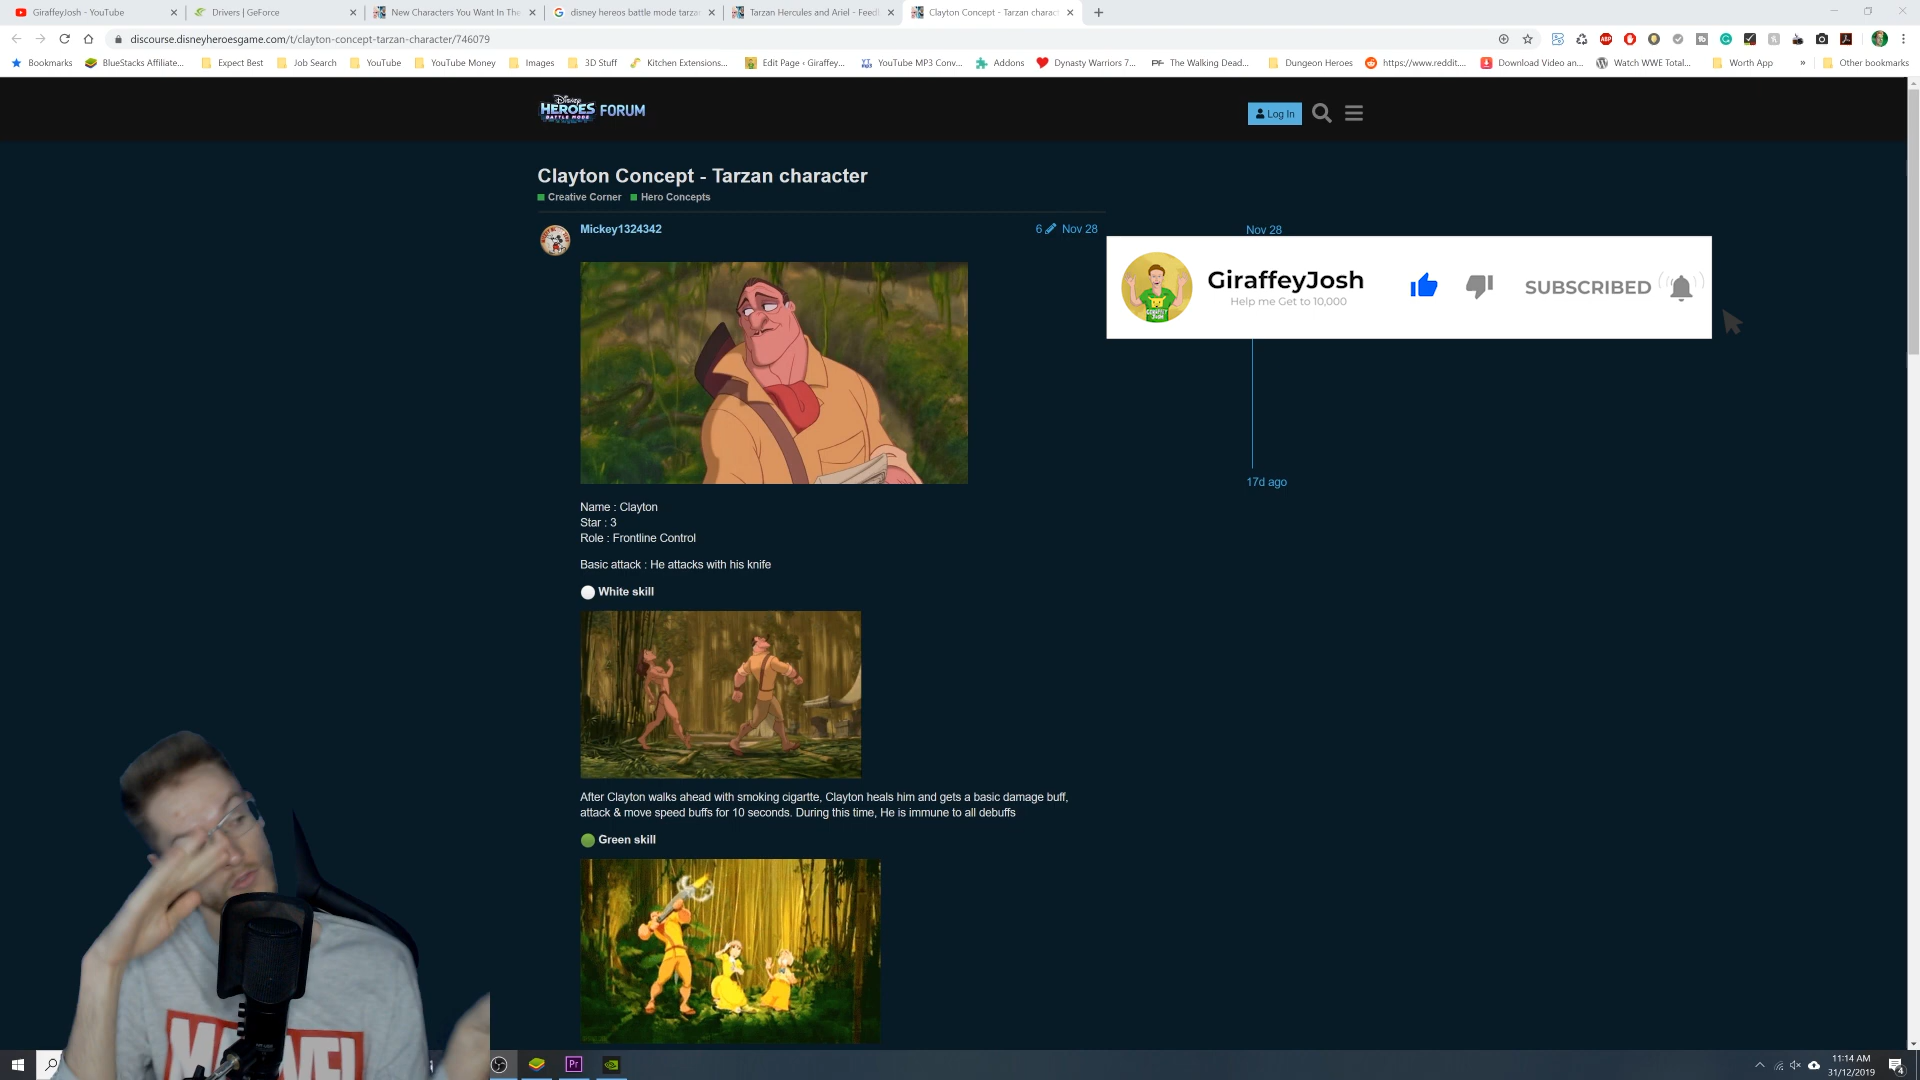 GiraffeyJosh - YouTube
Drivers | GeForce
New Characters You Want In The
disney hereos battle mode tarza
Tarzan Hercules and Ariel - Feed
Clayton Concept - Tarzan charac
discourse.disneyheroesgame.com/t/clayton-concept-tarzan-character/746079
Bookmarks
BlueStacks Affiliate...
Expect Best
Job Search
YouTube
YouTube Money
Images
3D Stuff
Kitchen Extensions...
Edit Page ‹ Giraffey...
YouTube MP3 Conv...
Addons
Dynasty Warriors 7...
The Walking Dead...
Dungeon Heroes
https://www.reddit....
Download Video an...
Watch WWE Total...
Worth App
»
Other bookmarks
Disney
HEROES FORUM
BATTLE MODE
Log In
Clayton Concept - Tarzan character
Creative Corner Hero Concepts
Mickey1324342
6 Nov 28
Nov 28
GiraffeyJosh
Help me Get to 10,000
SUBSCRIBED
17d ago
Name : Clayton
Star : 3
Role : Frontline Control
Basic attack : He attacks with his knife
White skill
After Clayton walks ahead with smoking cigartte, Clayton heals him and gets a basic damage buff,
attack & move speed buffs for 10 seconds. During this time, He is immune to all debuffs
Green skill
MARVEL
Pr
11:14 AM
31/12/2019
4